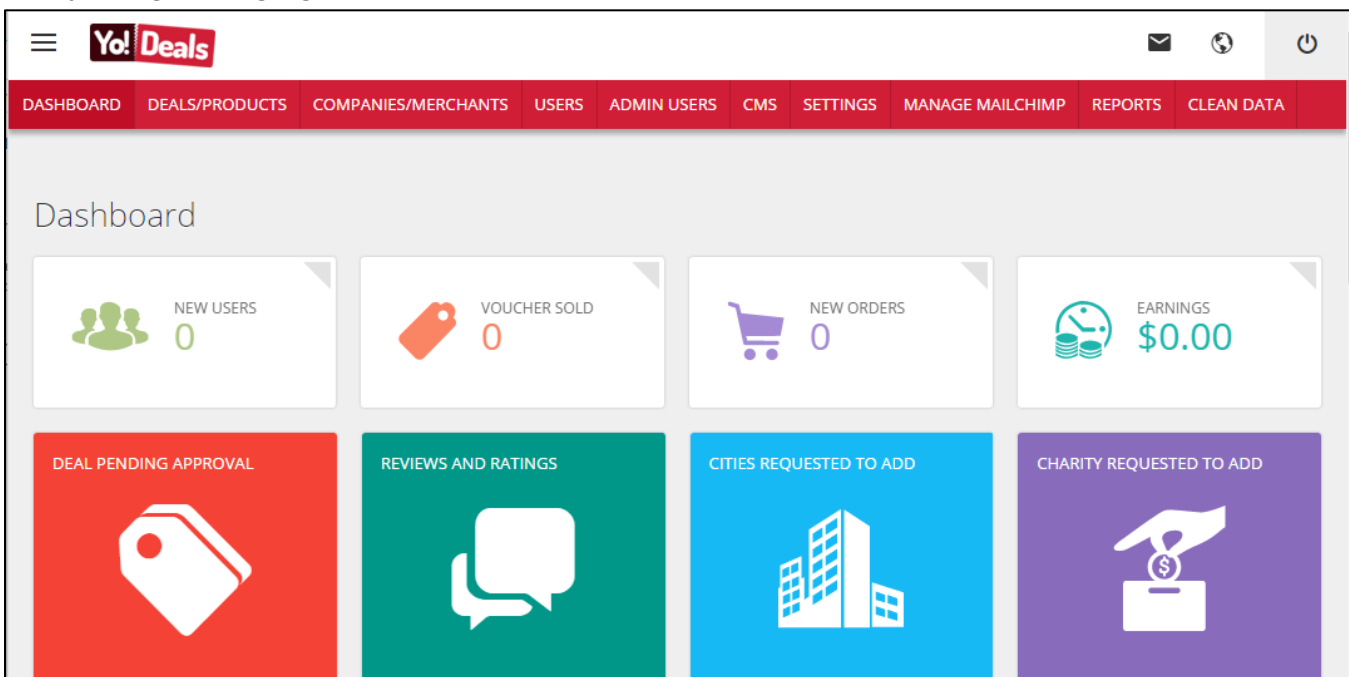 Yo! Deals
DASHBOARD DEALS/PRODUCTS COMPANIES/MERCHANTS USERS ADMIN USERS CMS SETTINGS MANAGE MAILCHIMP REPORTS CLEAN DATA
Dashboard
NEW USERS
0
VOUCHER SOLD
0
NEW ORDERS
0
EARNINGS
$0.00
DEAL PENDING APPROVAL
REVIEWS AND RATINGS
CITIES REQUESTED TO ADD
CHARITY REQUESTED TO ADD
$